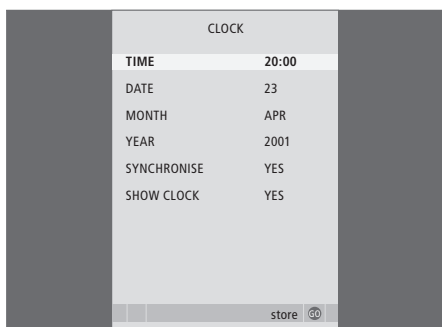 CLOCK
TIME 20:00
DATE 23
MONTH APR
YEAR 2001
SYNCHRONISE YES
SHOW CLOCK YES
store GO